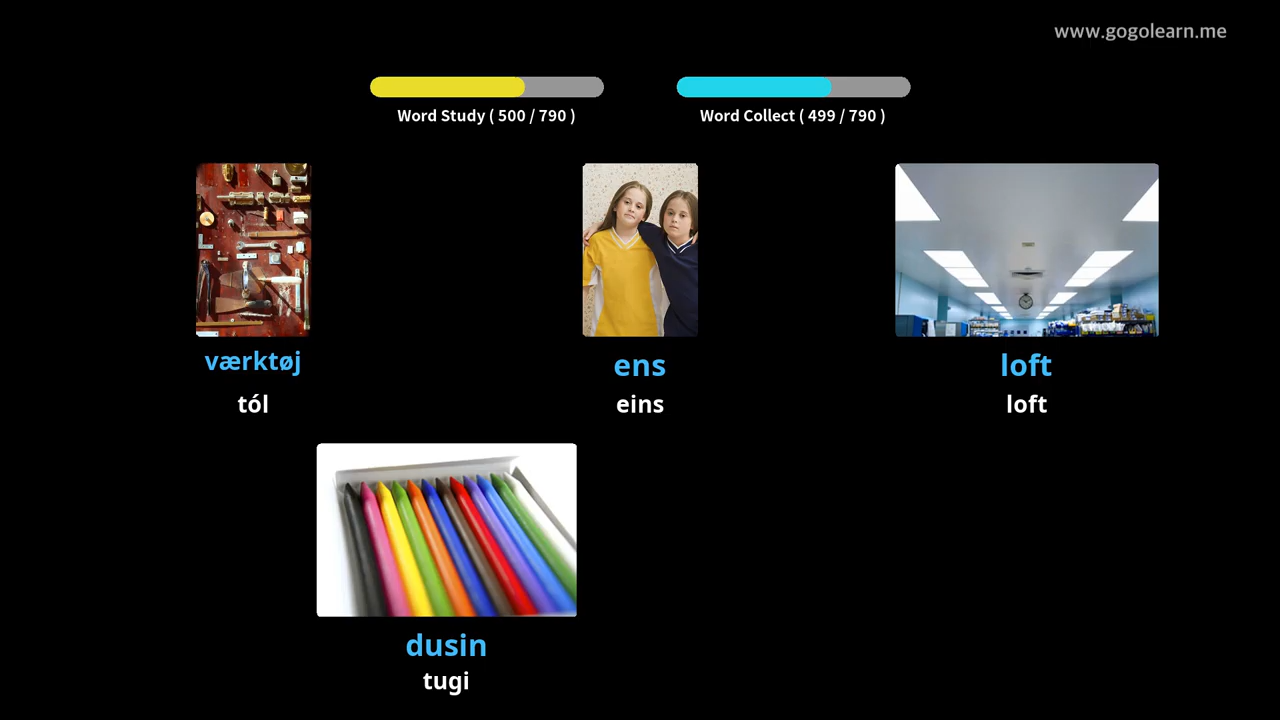 www.gogolearn.me
Word Study ( 500 / 790 )
Word Collect ( 499 / 790 )
værktøj
tól
ens
eins
loft
loft
dusin
tugi